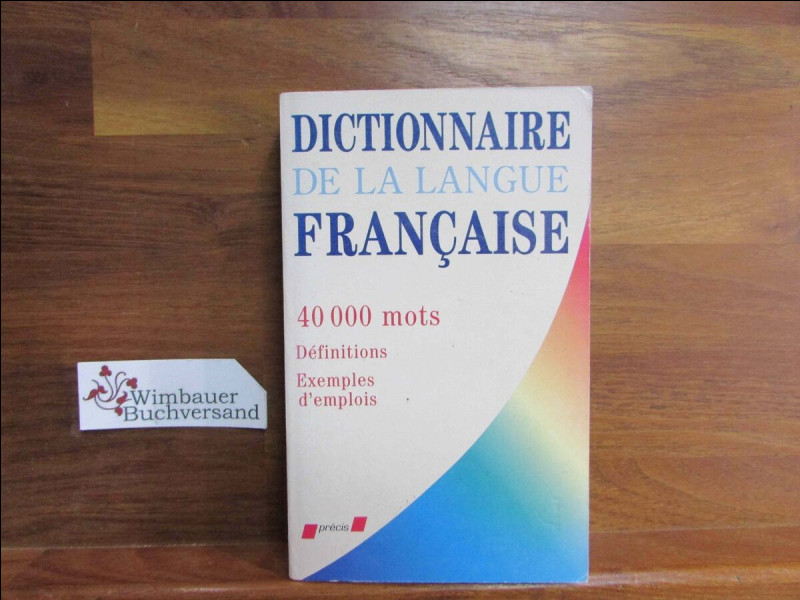 DICTIONNAIRE
DE LA LANGUE
FRANÇAISE
40 000 mots
Définitions
Exemples
d'emplois
précis
Wimbauer
Buchversand